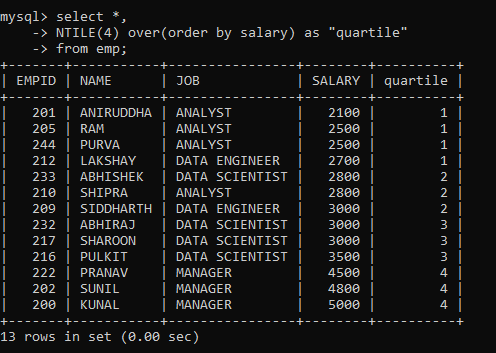 mysql> select *,
    -> NTILE(4) over(order by salary) as "quartile"
    -> from emp;
+-------+-----------+----------------+--------+----------+
| EMPID | NAME      | JOB            | SALARY | quartile |
+-------+-----------+----------------+--------+----------+
|   201 | ANIRUDDHA | ANALYST        |   2100 |        1 |
|   205 | RAM       | ANALYST        |   2500 |        1 |
|   244 | PURVA     | ANALYST        |   2500 |        1 |
|   212 | LAKSHAY   | DATA ENGINEER  |   2700 |        1 |
|   233 | ABHISHEK  | DATA SCIENTIST |   2800 |        2 |
|   210 | SHIPRA    | ANALYST        |   2800 |        2 |
|   209 | SIDDHARTH | DATA ENGINEER  |   3000 |        2 |
|   232 | ABHIRAJ   | DATA SCIENTIST |   3000 |        3 |
|   217 | SHAROON   | DATA SCIENTIST |   3000 |        3 |
|   216 | PULKIT    | DATA SCIENTIST |   3500 |        3 |
|   222 | PRANAV    | MANAGER        |   4500 |        4 |
|   202 | SUNIL     | MANAGER        |   4800 |        4 |
|   200 | KUNAL     | MANAGER        |   5000 |        4 |
+-------+-----------+----------------+--------+----------+
13 rows in set (0.00 sec)